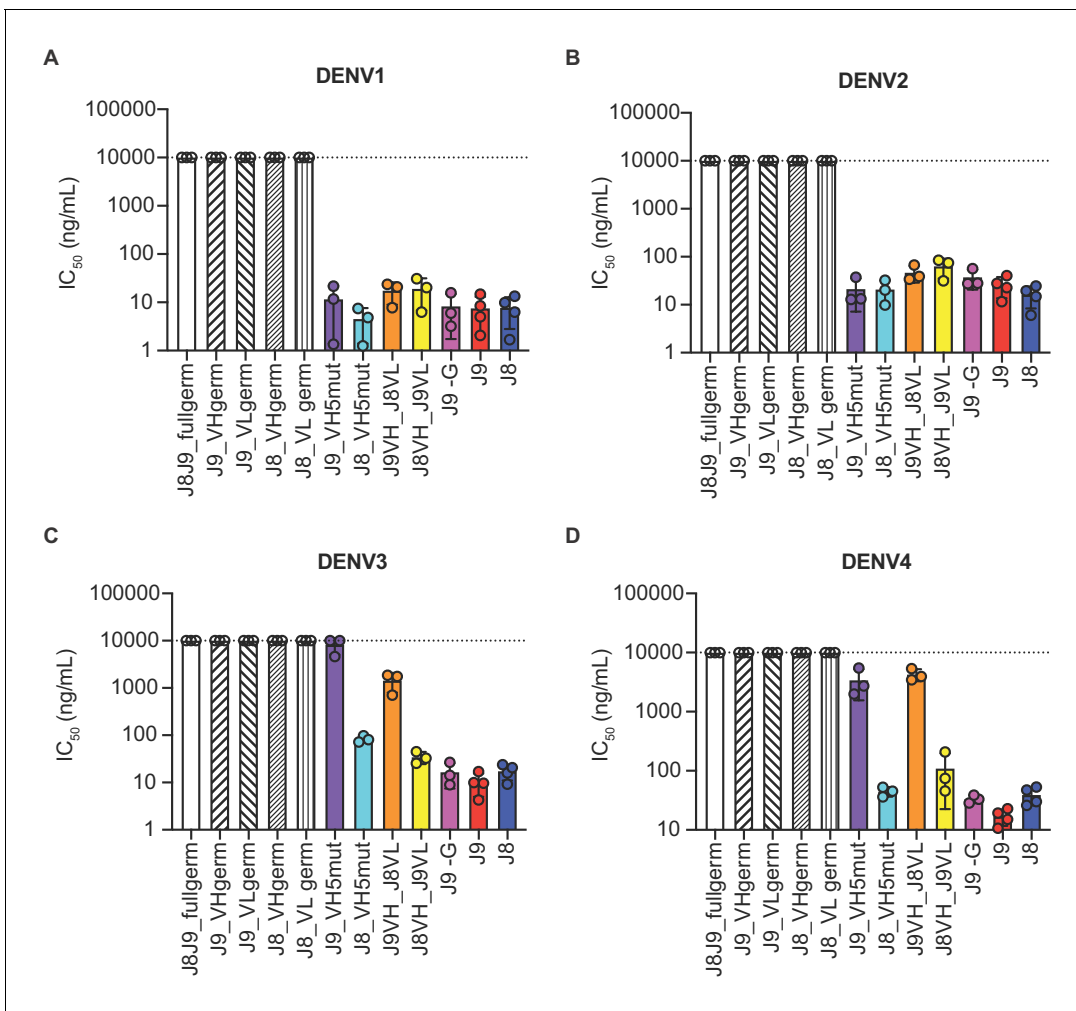 A
DENV1
IC50 (ng/mL)
100000
10000
1000
100
10
1
J8J9_fullgerm
J9_VHgerm
J9_VLgerm
J8_VHgerm
J8_VL germ
J9_VH5mut
J8_VH5mut
J9VH_J8VL
J8VH_J9VL
J9 -G
J9
J8
B
DENV2
IC50 (ng/mL)
100000
10000
1000
100
10
1
J8J9_fullgerm
J9_VHgerm
J9_VLgerm
J8_VHgerm
J8_VL germ
J9_VH5mut
J8_VH5mut
J9VH_J8VL
J8VH_J9VL
J9 -G
J9
J8
C
DENV3
IC50 (ng/mL)
100000
10000
1000
100
10
1
J8J9_fullgerm
J9_VHgerm
J9_VLgerm
J8_VHgerm
J8_VL germ
J9_VH5mut
J8_VH5mut
J9VH_J8VL
J8VH_J9VL
J9 -G
J9
J8
D
DENV4
IC50 (ng/mL)
100000
10000
1000
100
10
J8J9_fullgerm
J9_VHgerm
J9_VLgerm
J8_VHgerm
J8_VL germ
J9_VH5mut
J8_VH5mut
J9VH_J8VL
J8VH_J9VL
J9 -G
J9
J8